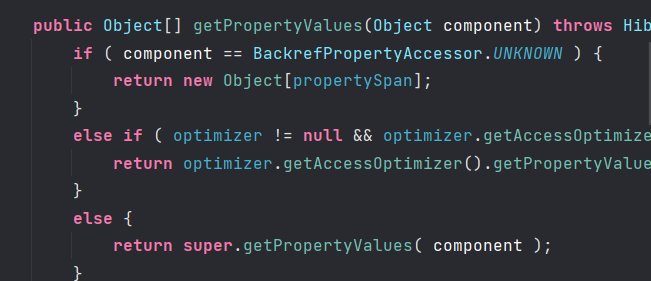 public Object[] getPropertyValues(Object component) throws Hib
if ( component == BackrefPropertyAccessor.UNKNOWN ) {
return new Object[propertySpan];
}
else if ( optimizer != null && optimizer.getAccessOptimize
return optimizer.getAccessOptimizer().getPropertyValue
}
else {
return super.getPropertyValues( component );
}